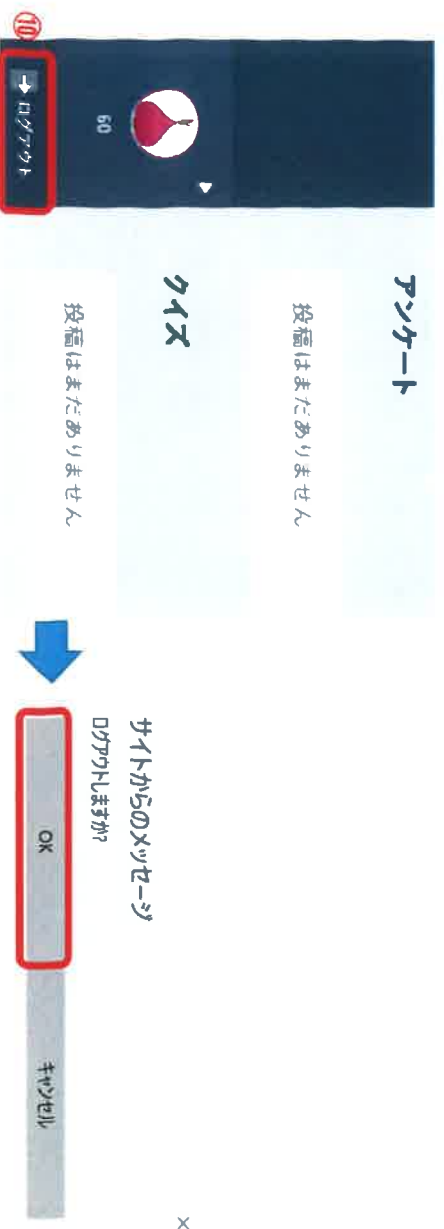 アンケート
投稿はまだありません
クイズ
投稿はまだありません
60
⑩
ログアウト
サイトからのメッセージ
×
ログアウトしますか?
OK
キャンセル